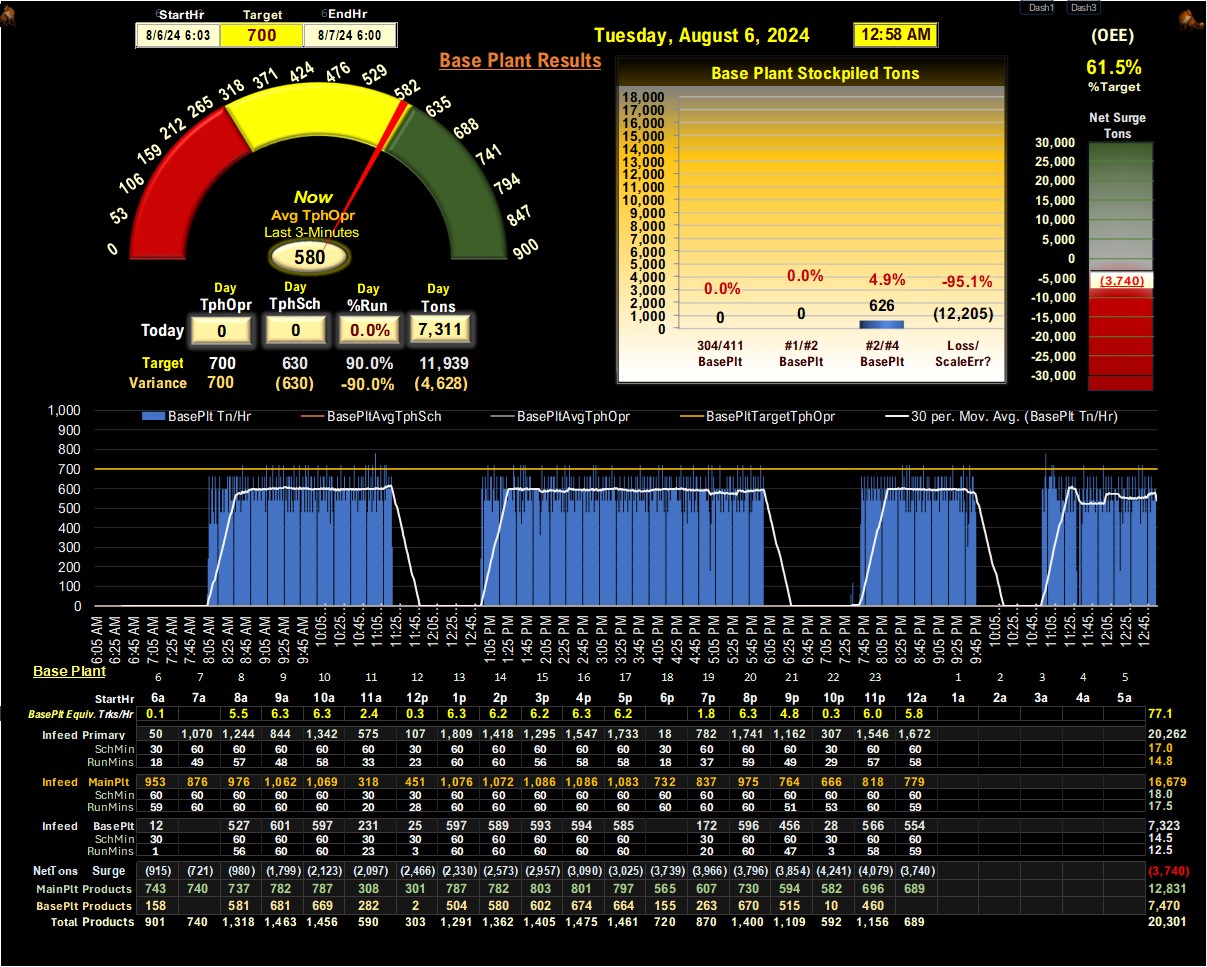 StartHr Target EndHr
8/6/24 6:03 700 8/7/24 6:00
Dash1 Dash3
Tuesday, August 6, 2024 12:58 AM
Base Plant Results
(OEE)
61.5%
%Target
Net Surge
Tons
30,000
25,000
20,000
15,000
10,000
5,000
0
-5,000
(3,740)
-10,000
-15,000
-20,000
-25,000
-30,000
0 53 106 159 212 265 318 371 424 476 529 582 635 688 741 794 847 900
Now
Avg TphOpr
Last 3-Minutes
580
Day Day Day Day
TphOpr TphSch %Run Tons
Today 0 0 0.0% 7,311
Target 700 630 90.0% 11,939
Variance 700 (630) -90.0% (4,628)
Base Plant Stockpiled Tons
18,000
17,000
16,000
15,000
14,000
13,000
12,000
11,000
10,000
9,000
8,000
7,000
6,000
5,000
4,000
3,000
2,000
1,000
0
0.0% 0.0% 4.9% -95.1%
0 0 626 (12,205)
304/411 #1/#2 #2/#4 Loss/
BasePlt BasePlt BasePlt ScaleErr?
BasePlt Tn/Hr BasePltAvgTphSch BasePltAvgTphOpr BasePltTargetTphOpr 30 per. Mov. Avg. (BasePlt Tn/Hr)
1,000
900
800
700
600
500
400
300
200
100
0
6:05 AM 6:25 AM 6:45 AM 7:05 AM 7:25 AM 7:45 AM 8:05 AM 8:25 AM 8:45 AM 9:05 AM 9:25 AM 9:45 AM 10:05... 10:25... 10:45... 11:05... 11:25... 11:45... 12:05... 12:25... 12:45... 1:05 PM 1:25 PM 1:45 PM 2:05 PM 2:25 PM 2:45 PM 3:05 PM 3:25 PM 3:45 PM 4:05 PM 4:25 PM 4:45 PM 5:05 PM 5:25 PM 5:45 PM 6:05 PM 6:25 PM 6:45 PM 7:05 PM 7:25 PM 7:45 PM 8:05 PM 8:25 PM 8:45 PM 9:05 PM 9:25 PM 9:45 PM 10:05... 10:25... 10:45... 11:05... 11:25... 11:45... 12:05... 12:25... 12:45...
Base Plant
6 7 8 9 10 11 12 13 14 15 16 17 18 19 20 21 22 23 1 2 3 4 5
StartHr 6a 7a 8a 9a 10a 11a 12p 1p 2p 3p 4p 5p 6p 7p 8p 9p 10p 11p 12a 1a 2a 3a 4a 5a
BasePlt Equiv. Trks/Hr 0.1 5.5 6.3 6.3 2.4 0.3 6.3 6.2 6.2 6.3 6.2 1.8 6.3 4.8 0.3 6.0 5.8 77.1
Infeed Primary 50 1,070 1,244 844 1,342 575 107 1,809 1,418 1,295 1,547 1,733 18 782 1,741 1,162 307 1,546 1,672 20,262
SchMin 30 60 60 60 60 30 30 60 60 60 60 60 30 60 60 60 30 60 60 17.0
RunMins 18 49 57 48 58 33 23 60 60 56 58 58 18 37 59 49 29 57 58 14.8
Infeed MainPlt 953 876 976 1,062 1,069 318 451 1,076 1,072 1,086 1,086 1,083 732 837 975 764 666 818 779 16,679
SchMin 60 60 60 60 60 30 30 60 60 60 60 60 60 60 60 60 60 60 60 18.0
RunMins 59 60 60 60 60 20 28 60 60 60 60 60 60 60 60 51 53 60 59 17.5
Infeed BasePlt 12 527 601 597 231 25 597 589 593 594 585 172 596 456 28 566 554 7,323
SchMin 30 60 60 60 30 30 60 60 60 60 60 30 60 60 30 60 60 14.5
RunMins 1 56 60 60 23 3 60 60 60 60 60 20 60 47 3 58 59 12.5
NetTons Surge (915) (721) (980) (1,799) (2,123) (2,097) (2,466) (2,330) (2,573) (2,957) (3,090) (3,025) (3,739) (3,966) (3,796) (3,854) (4,241) (4,079) (3,740) (3,740)
MainPlt Products 743 740 737 782 787 308 301 787 782 803 801 797 565 607 730 594 582 696 689 12,831
BasePlt Products 158 581 681 669 282 2 504 580 602 674 664 155 263 670 515 10 460 7,470
Total Products 901 740 1,318 1,463 1,456 590 303 1,291 1,362 1,405 1,475 1,461 720 870 1,400 1,109 592 1,156 689 20,301